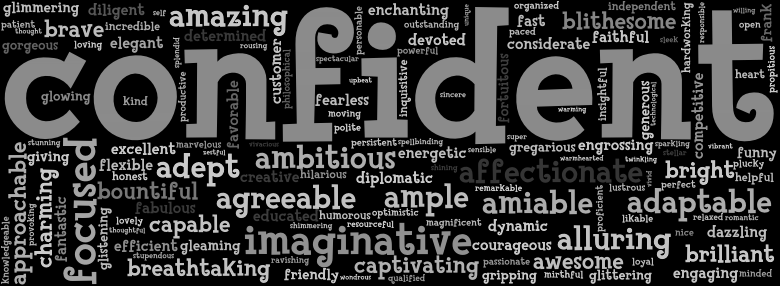 glimmering
diligent
self
amazing
enchanting
organized
independent
willing
patient
thought
brave
incredible
outstanding
unique
fast
blithesome
open
frank
gorgeous
loving
elegant
determined
rousing
personable
devoted
paced
considerate
faithful
sleek
hardworking
responsible
splendid
customer
philosophical
spectacular
powerful
confident
glowing
Kind
productive
favorable
upbeat
fearless
moving
polite
inquisitive
sincere
fortuitous
warming
insightful
generous
technological
competitive
heart
propitious
super
stunning
giving
excellent
marvelous
zestful
vivacious
persistent
spellbinding
gregarious
engrossing
sparkling
stellar
vibrant
funny
approachable
charming
focused
flexible
honest
adept
ambitious
energetic
sensible
warmhearted
twinkling
plucky
creative
hilarious
diplomatic
shining
affectionate
bright
helpful
bountiful
fabulous
agreeable
ample
remarkable
amiable
lustrous
perfect
adaptable
Knowledgeable
provoking
fantastic
glistening
lovely
thoughtful
capable
educated
humorous
optimistic
shimmering
resourceful
magnificent
dynamic
proficient
likable
relaxed
romantic
efficient
gleaming
imaginative
courageous
alluring
nice
dazzling
stupendous
breathtaking
ravishing
friendly
wondrous
captivating
qualified
passionate
awesome
loyal
brilliant
gripping
mirthful
glittering
engaging
minded